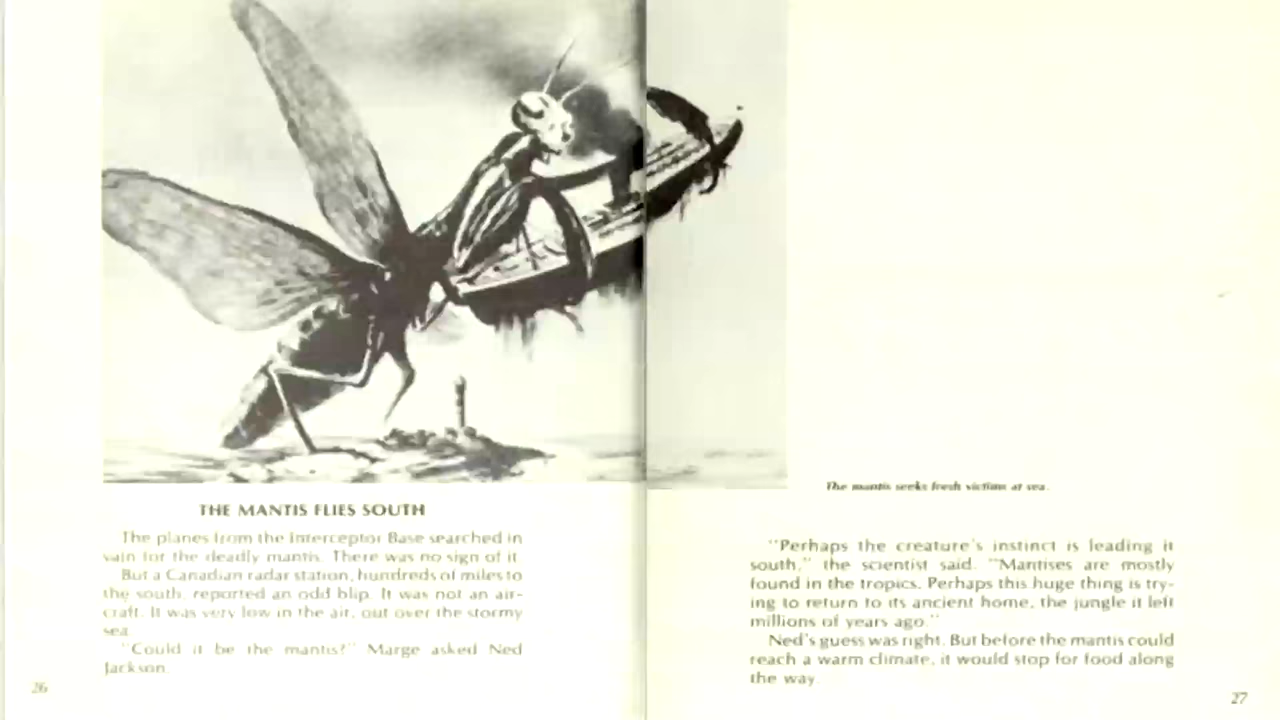 The mantis seeks fresh victims at sea.
THE MANTIS FLIES SOUTH
The planes from the Interceptor Base searched in
vain for the deadly mantis. There was no sign of it.
But a Canadian radar station, hundreds of miles to
the south, reported an odd blip. It was not an air-
craft. It was very low in the air, out over the stormy
sea.
"Could it be the mantis?" Marge asked Ned
Jackson.
26
"Perhaps the creature's instinct is leading it
south," the scientist said. "Mantises are mostly
found in the tropics. Perhaps this huge thing is try-
ing to return to its ancient home, the jungle it left
millions of years ago."
Ned's guess was right. But before the mantis could
reach a warm climate, it would stop for food along
the way.
27